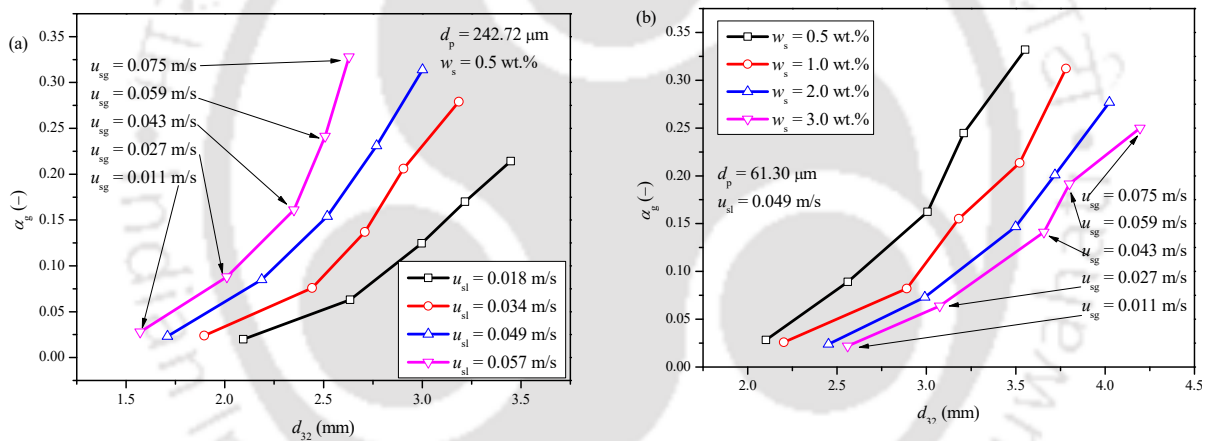 (a)
0.35
0.30
0.25
0.20
0.15
0.10
0.05
0.00
α_g (−)
u_sg = 0.075 m/s
u_sg = 0.059 m/s
u_sg = 0.043 m/s
u_sg = 0.027 m/s
u_sg = 0.011 m/s
d_p = 242.72 μm
w_s = 0.5 wt.%
u_sl = 0.018 m/s
u_sl = 0.034 m/s
u_sl = 0.049 m/s
u_sl = 0.057 m/s
1.5 2.0 2.5 3.0 3.5
d_32 (mm)
(b)
0.35
0.30
0.25
0.20
0.15
0.10
0.05
0.00
α_g (−)
w_s = 0.5 wt.%
w_s = 1.0 wt.%
w_s = 2.0 wt.%
w_s = 3.0 wt.%
d_p = 61.30 μm
u_sl = 0.049 m/s
u_sg = 0.075 m/s
u_sg = 0.059 m/s
u_sg = 0.043 m/s
u_sg = 0.027 m/s
u_sg = 0.011 m/s
2.0 2.5 3.0 3.5 4.0 4.5
d_32 (mm)